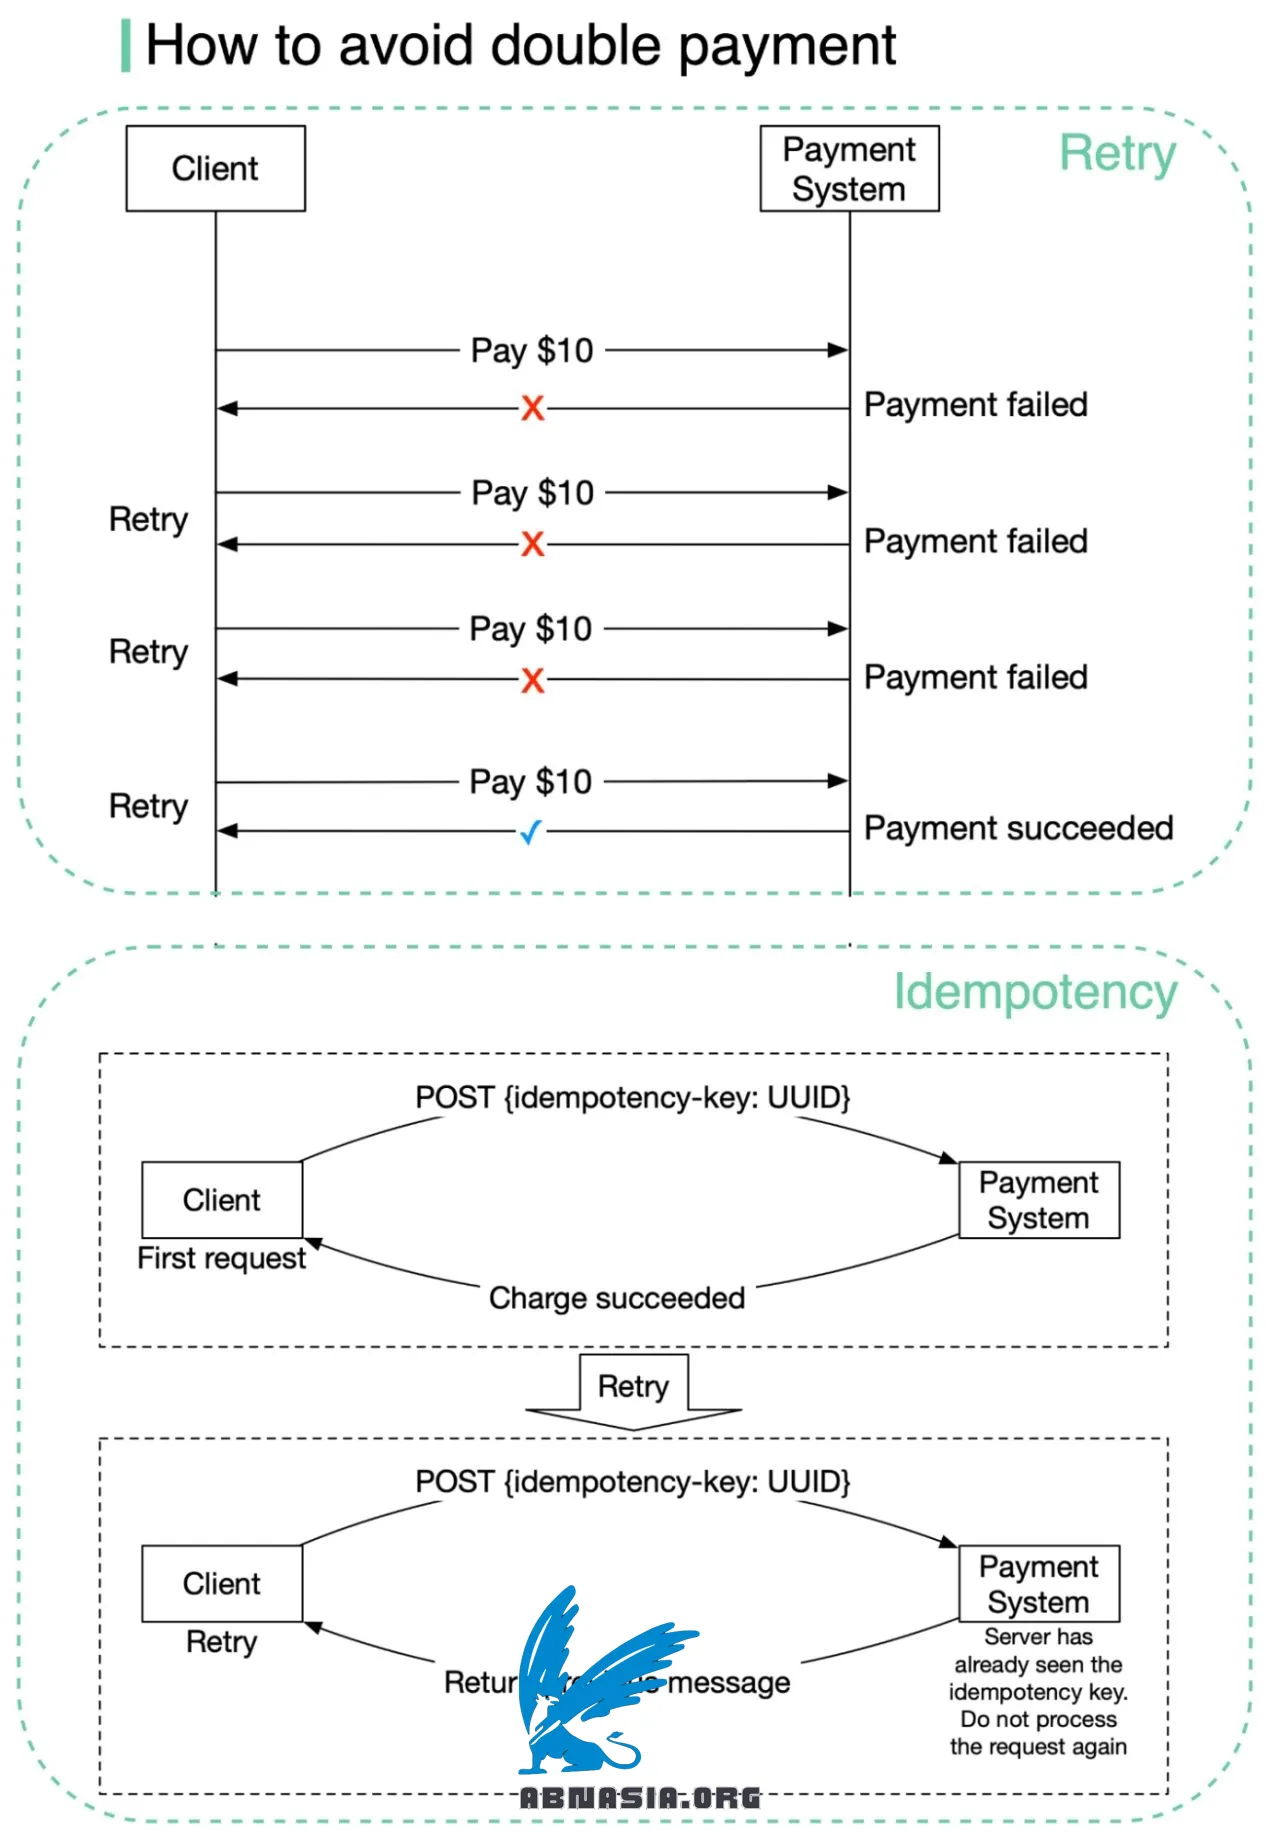 How to avoid double payment
Retry
Client
Payment
System
Pay $10
X
Payment failed
Pay $10
Retry
X
Payment failed
Pay $10
Retry
X
Payment failed
Pay $10
Retry
Payment succeeded
Idempotency
POST {idempotency-key: UUID}
Client
Payment
System
First request
Charge succeeded
Retry
POST {idempotency-key: UUID}
Client
Payment
System
Retry
Server has
already seen the
idempotency key.
Do not process
the request again
message
ABNASIA.ORG